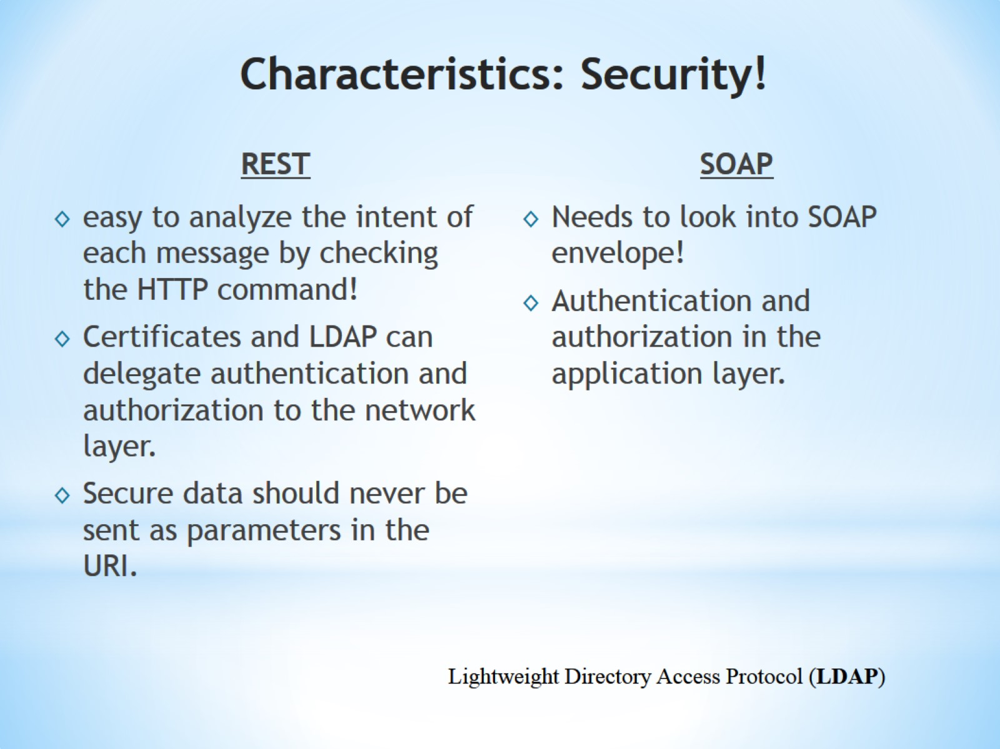 Characteristics: Security!
REST
◇ easy to analyze the intent of
each message by checking
the HTTP command!
◇ Certificates and LDAP can
delegate authentication and
authorization to the network
layer.
◇ Secure data should never be
sent as parameters in the
URI.
SOAP
◇ Needs to look into SOAP
envelope!
◇ Authentication and
authorization in the
application layer.
Lightweight Directory Access Protocol (LDAP)